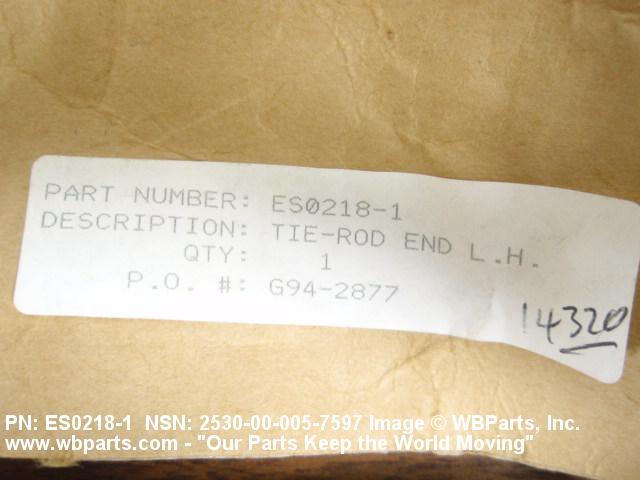 PART NUMBER: ES0218-1
DESCRIPTION: TIE-ROD END L.H.
QTY: 1
P.O. #: G94-2877
14320
PN: ES0218-1 NSN: 2530-00-005-7597 Image © WBParts, Inc.
www.wbparts.com - "Our Parts Keep the World Moving"